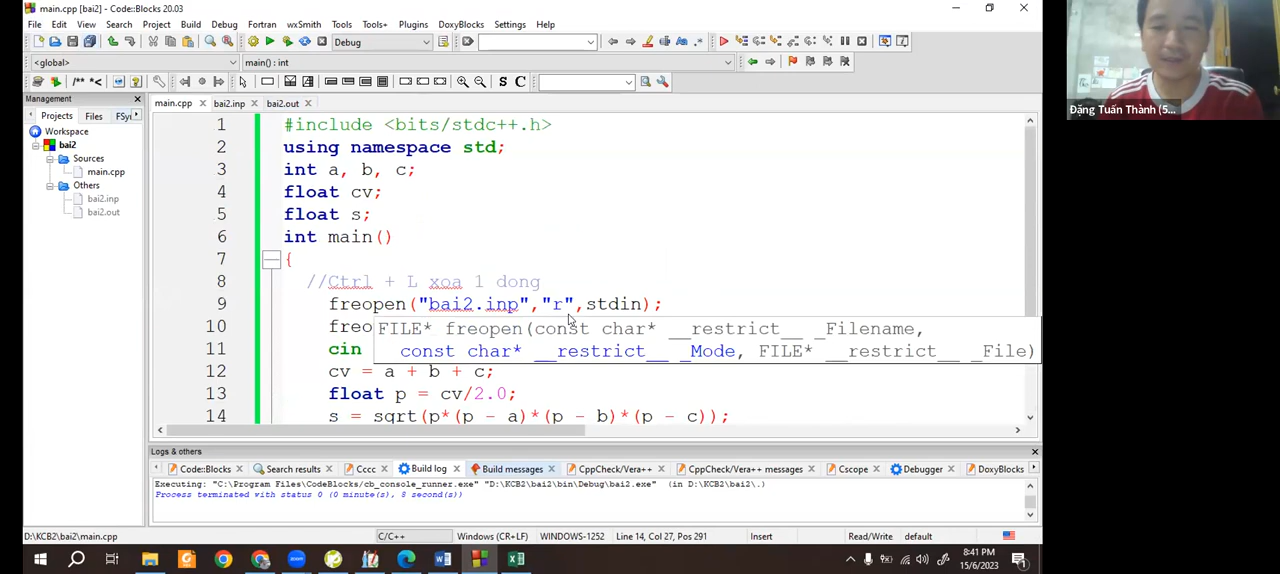 main.cpp [bai2] - Code::Blocks 20.03
File Edit View Search Project Build Debug Fortran wxSmith Tools Tools+ Plugins DoxyBlocks Settings Help
Debug
<global> main() : int
/** *< S C
Management
Projects Files FSy
Workspace
bai2
Sources
main.cpp
Others
bai2.inp
bai2.out
main.cpp bai2.inp bai2.out
1 #include <bits/stdc++.h>
2 using namespace std;
3 int a, b, c;
4 float cv;
5 float s;
6 int main()
7 {
8 //Ctrl + L xoa 1 dong
9 freopen("bai2.inp","r",stdin);
10 freo
FILE* freopen(const char* __restrict__ _Filename,
const char* __restrict__ _Mode, FILE* __restrict__ _File)
11 cin
12 cv = a + b + c;
13 float p = cv/2.0;
14 s = sqrt(p*(p - a)*(p - b)*(p - c));
Logs & others
Code::Blocks Search results Cccc Build log Build messages CppCheck/Vera++ CppCheck/Vera++ messages Cscope Debugger DoxyBlocks
Executing: "C:\Program Files\CodeBlocks/cb_console_runner.exe" "D:\KCB2\bai2\bin\Debug\bai2.exe" (in D:\KCB2\bai2\.)
Process terminated with status 0 (0 minute(s), 8 second(s))
D:\KCB2\bai2\main.cpp C/C++ Windows (CR+LF) WINDOWS-1252 Line 14, Col 27, Pos 291 Insert Read/Write default
8:41 PM
15/6/2023
Đặng Tuấn Thành (5...